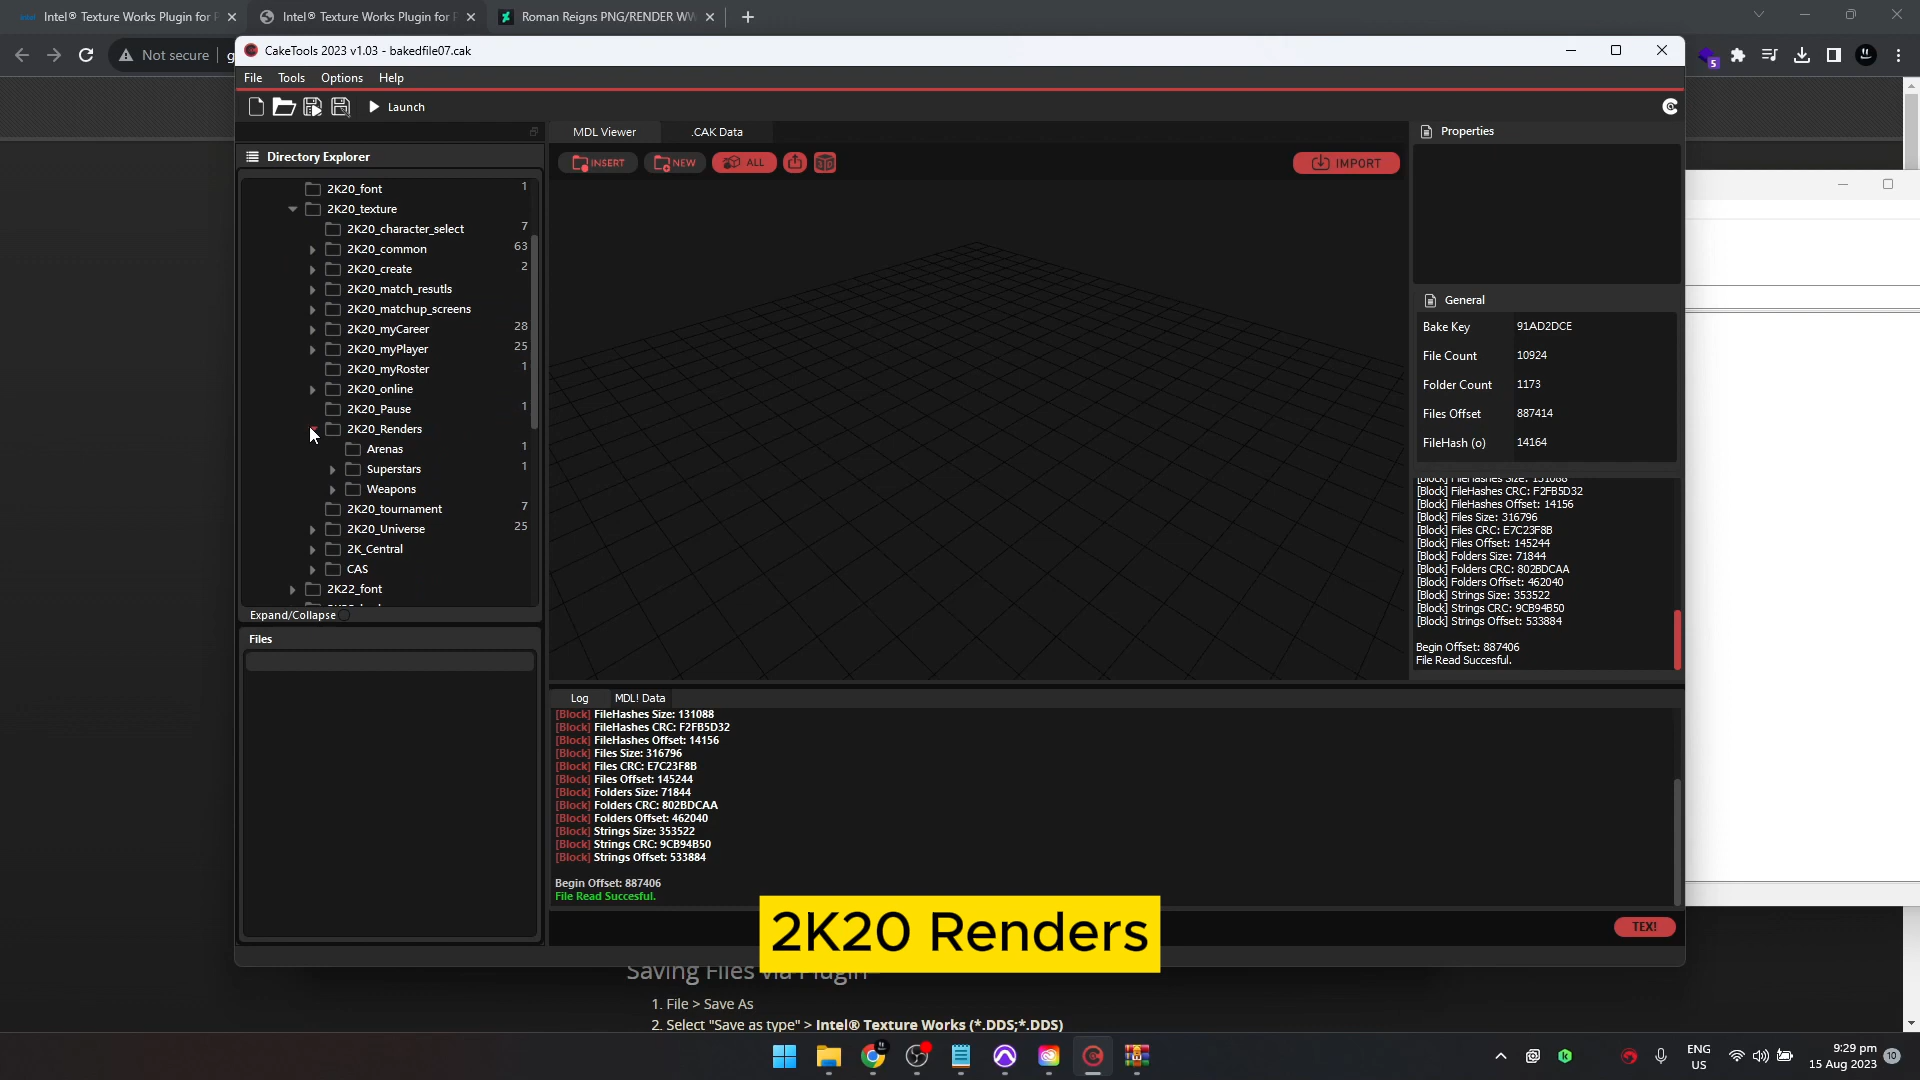 Intel® Texture Works Plugin for P
Intel® Texture Works Plugin for P
Roman Reigns PNG/RENDER WW
Not secure
5
CakeTools 2023 v1.03 - bakedfile07.cak
File Tools Options Help
Launch
Directory Explorer
2K20_font 1
2K20_texture
2K20_character_select 7
2K20_common 63
2K20_create 2
2K20_match_resutls
2K20_matchup_screens
2K20_myCareer 28
2K20_myPlayer 25
2K20_myRoster 1
2K20_online
2K20_Pause 1
2K20_Renders
Arenas 1
Superstars 1
Weapons
2K20_tournament 7
2K20_Universe 25
2K_Central
CAS
2K22_font
Expand/Collapse
Files
MDL Viewer .CAK Data
INSERT NEW ALL IMPORT
Properties
General
Bake Key 91AD2DCE
File Count 10924
Folder Count 1173
Files Offset 887414
FileHash (o) 14164
[Block] FileHashes Size: 131088
[Block] FileHashes CRC: F2FB5D32
[Block] FileHashes Offset: 14156
[Block] Files Size: 316796
[Block] Files CRC: E7C23F8B
[Block] Files Offset: 145244
[Block] Folders Size: 71844
[Block] Folders CRC: 802BDCAA
[Block] Folders Offset: 462040
[Block] Strings Size: 353522
[Block] Strings CRC: 9CB94B50
[Block] Strings Offset: 533884
Begin Offset: 887406
File Read Succesful.
Log MDL! Data
[Block] FileHashes Size: 131088
[Block] FileHashes CRC: F2FB5D32
[Block] FileHashes Offset: 14156
[Block] Files Size: 316796
[Block] Files CRC: E7C23F8B
[Block] Files Offset: 145244
[Block] Folders Size: 71844
[Block] Folders CRC: 802BDCAA
[Block] Folders Offset: 462040
[Block] Strings Size: 353522
[Block] Strings CRC: 9CB94B50
[Block] Strings Offset: 533884
Begin Offset: 887406
File Read Succesful.
TEX!
2K20 Renders
Saving Files via Plugin
1. File > Save As
2. Select "Save as type" > Intel® Texture Works (*.DDS;*.DDS)
ENG
US
9:29 pm
15 Aug 2023
10